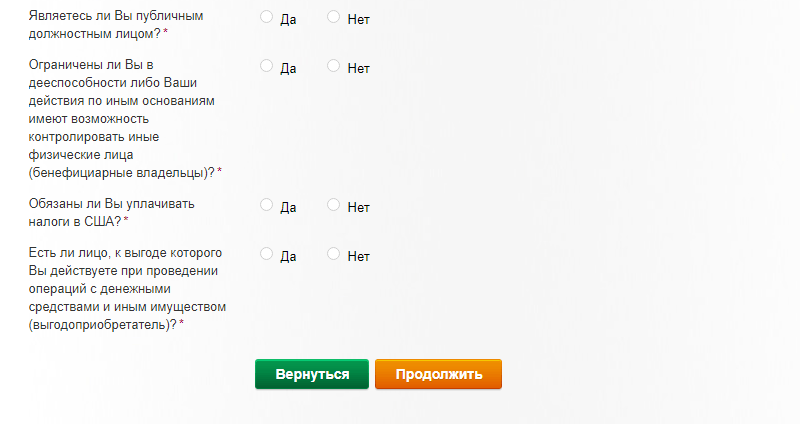 Являетесь ли Вы публичным
должностным лицом? *
Да Нет
Ограничены ли Вы в
дееспособности либо Ваши
действия по иным основаниям
имеют возможность
контролировать иные
физические лица
(бенефициарные владельцы)? *
Да Нет
Обязаны ли Вы уплачивать
налоги в США? *
Да Нет
Есть ли лицо, к выгоде которого
Вы действуете при проведении
операций с денежными
средствами и иным имуществом
(выгодоприобретатель)? *
Да Нет
Вернуться Продолжить